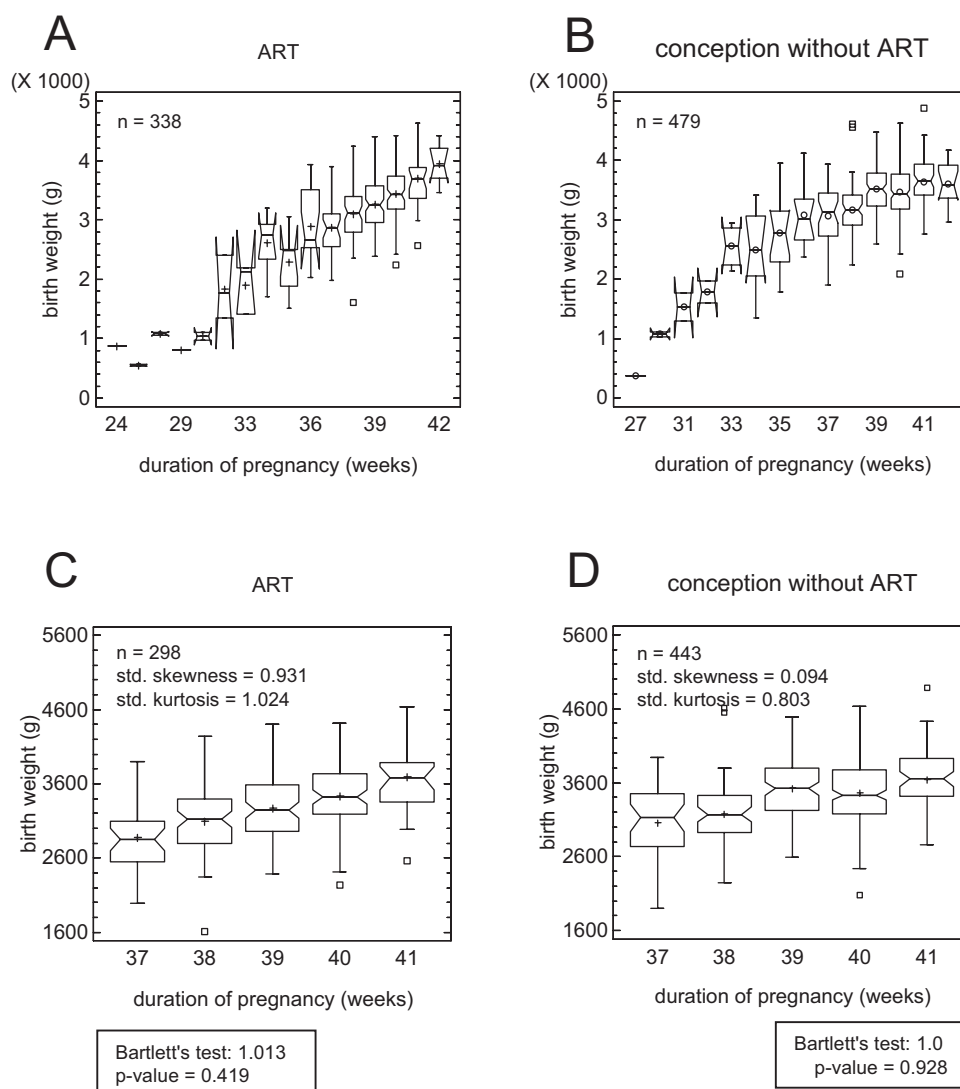 A
ART
(X 1000)
n = 338
birth weight (g)
5
4
3
2
1
0
24 29 33 36 39 42
duration of pregnancy (weeks)
B
conception without ART
(X 1000)
n = 479
birth weight (g)
5
4
3
2
1
0
27 31 33 35 37 39 41
duration of pregnancy (weeks)
C
ART
n = 298
std. skewness = 0.931
std. kurtosis = 1.024
birth weight (g)
5600
4600
3600
2600
1600
37 38 39 40 41
duration of pregnancy (weeks)
Bartlett's test: 1.013
p-value = 0.419
D
conception without ART
n = 443
std. skewness = 0.094
std. kurtosis = 0.803
birth weight (g)
5600
4600
3600
2600
1600
37 38 39 40 41
duration of pregnancy (weeks)
Bartlett's test: 1.0
p-value = 0.928